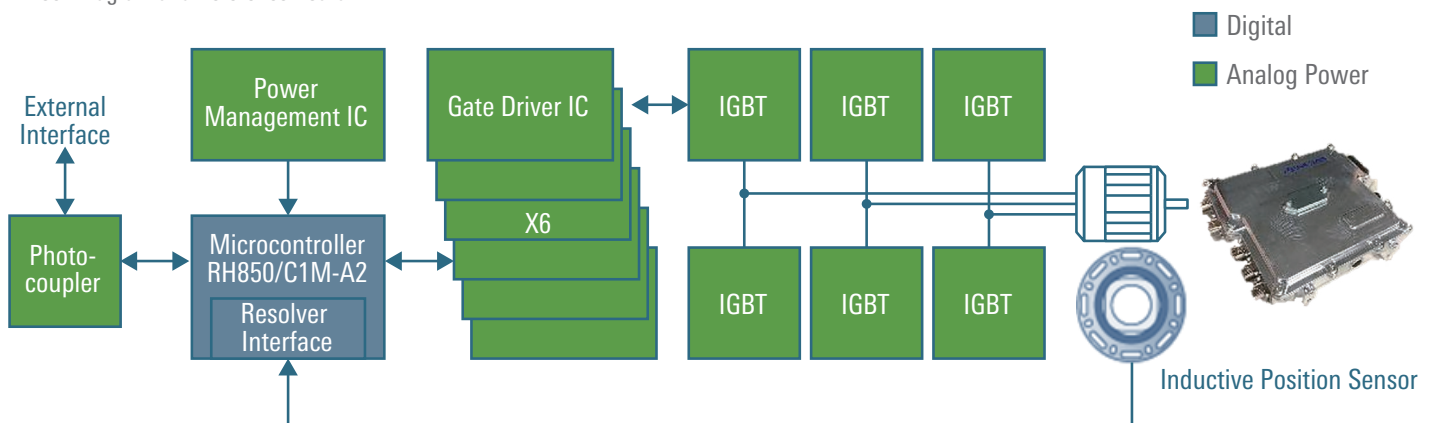 Digital
Analog Power
External
Interface
Power
Management IC
Gate Driver IC
IGBT
IGBT
IGBT
Photo-
coupler
Microcontroller
RH850/C1M-A2
Resolver
Interface
X6
IGBT
IGBT
IGBT
Inductive Position Sensor